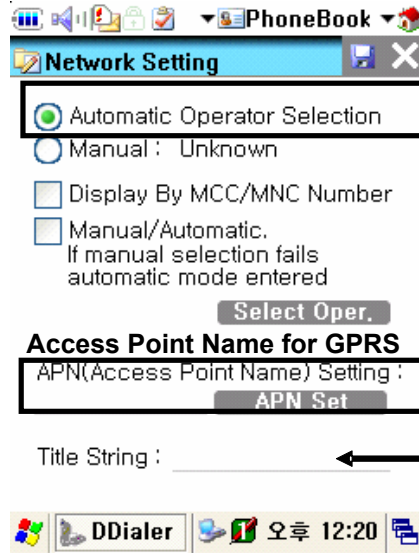 PhoneBook
Network Setting
Automatic Operator Selection
Manual : Unknown
Display By MCC/MNC Number
Manual/Automatic.
If manual selection fails
automatic mode entered
Select Oper.
Access Point Name for GPRS
APN(Access Point Name) Setting :
APN Set
Title String :
DDialer 오후 12:20